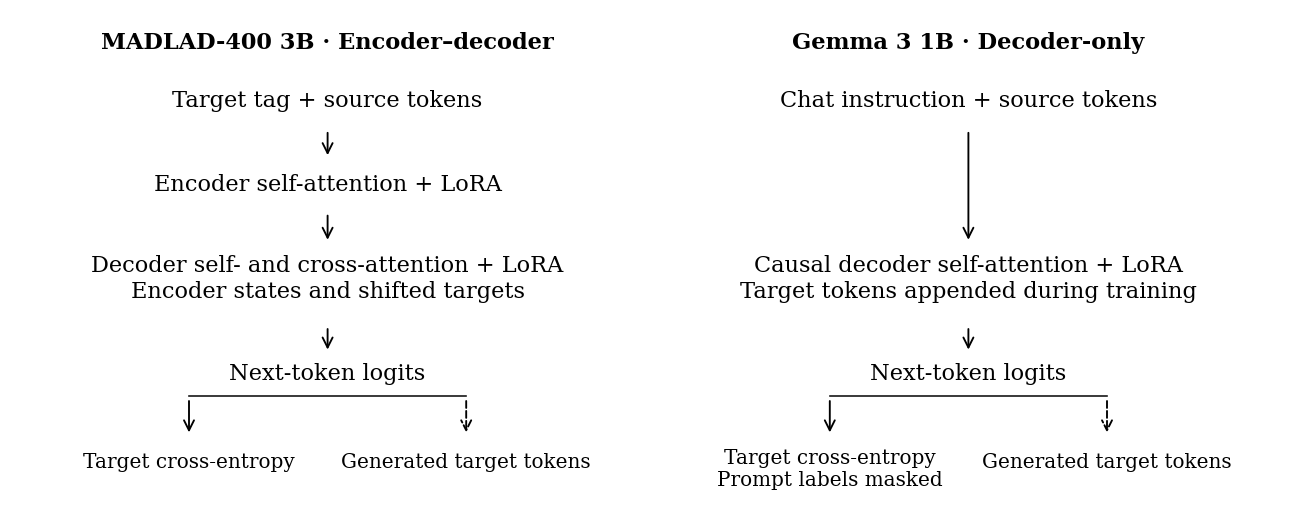 MADLAD-400 3B · Encoder–decoder
Target tag + source tokens
Encoder self-attention + LoRA
Decoder self- and cross-attention + LoRA
Encoder states and shifted targets
Next-token logits
Target cross-entropy
Generated target tokens
Gemma 3 1B · Decoder-only
Chat instruction + source tokens
Causal decoder self-attention + LoRA
Target tokens appended during training
Next-token logits
Target cross-entropy
Prompt labels masked
Generated target tokens